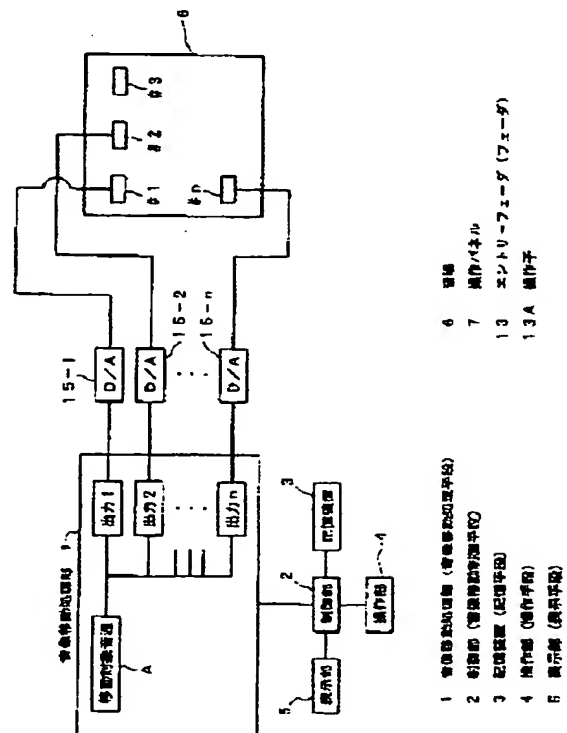 音像移動処理部 1
移動対象音源
A
出力1
出力2
出力n
15-1
15-2
15-n
D/A
D/A
D/A
#1
#2
#3
#n
6
表示部
5
制御部
2
記憶装置
3
操作部
4
1 音像移動処理部(音像移動処理手段)
2 制御部(音像移動制御手段)
3 記憶装置(記憶手段)
4 操作部(操作手段)
5 表示部(表示手段)
6 音場
7 操作パネル
13 エントリーフェーダ(フェーダ)
13A 操作子